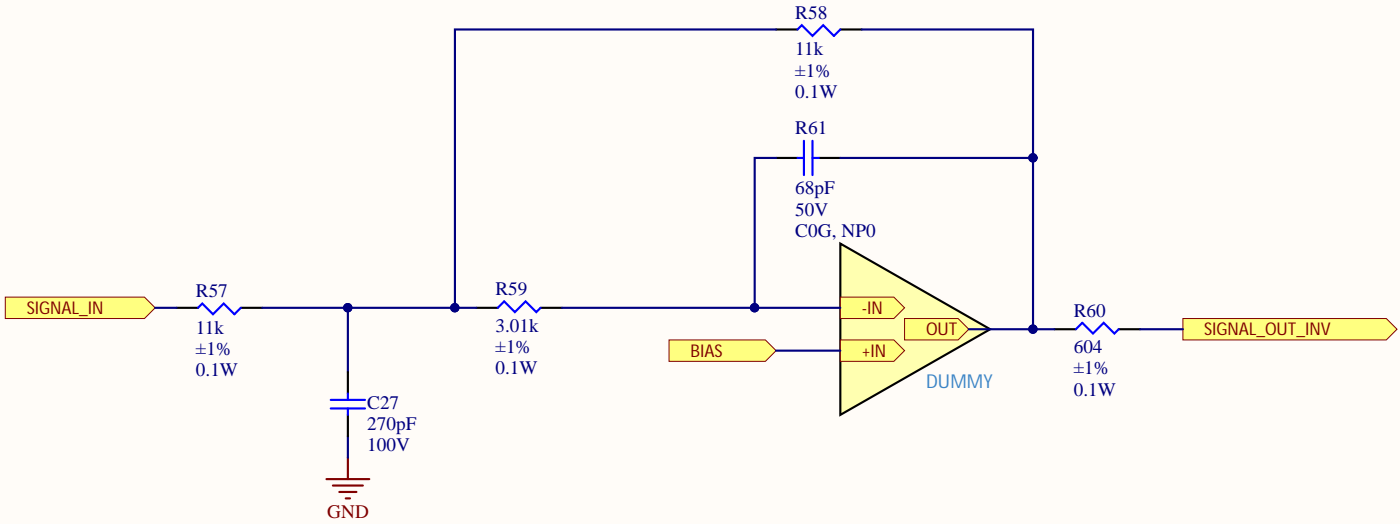 R58
11k
±1%
0.1W
R61
68pF
50V
C0G, NP0
SIGNAL_IN
R57
11k
±1%
0.1W
R59
3.01k
±1%
0.1W
-IN
OUT
+IN
BIAS
DUMMY
R60
604
±1%
0.1W
SIGNAL_OUT_INV
C27
270pF
100V
GND